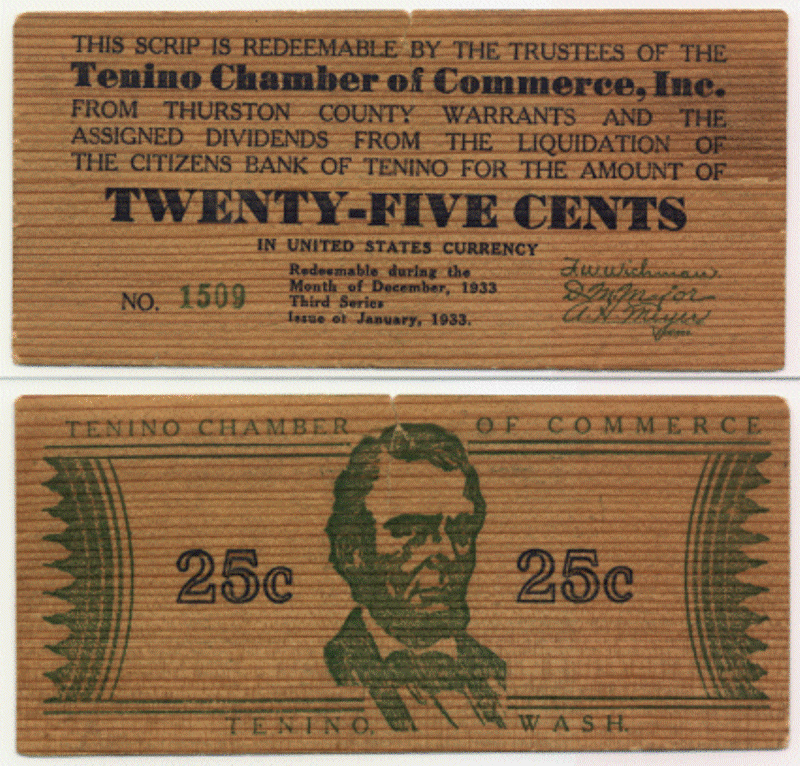 THIS SCRIP IS REDEEMABLE BY THE TRUSTEES OF THE
Tenino Chamber of Commerce, Inc.
FROM THURSTON COUNTY WARRANTS AND THE
ASSIGNED DIVIDENDS FROM THE LIQUIDATION OF
THE CITIZENS BANK OF TENINO FOR THE AMOUNT OF
TWENTY-FIVE CENTS
IN UNITED STATES CURRENCY
NO. 1509
Redeemable during the
Month of December, 1933
Third Series
Issue of January, 1933.
F.W. Wichman
D.M. Major
A.H. Meyer
TENINO CHAMBER OF COMMERCE
25c 25c
TENINO, WASH.